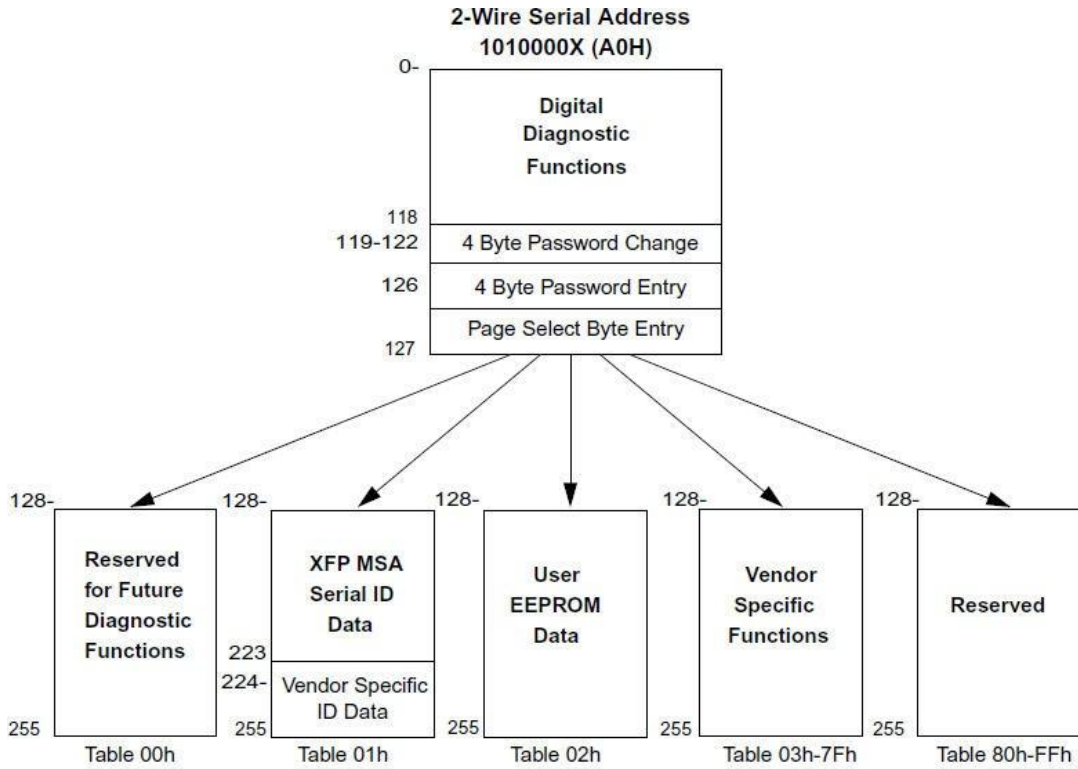 2-Wire Serial Address
1010000X (A0H)
0-
Digital
Diagnostic
Functions
118
119-122
4 Byte Password Change
126
4 Byte Password Entry
Page Select Byte Entry
127
128-
Reserved
for Future
Diagnostic
Functions
255
Table 00h
128-
XFP MSA
Serial ID
Data
223
224-
Vendor Specific
ID Data
255
Table 01h
128-
User
EEPROM
Data
255
Table 02h
128-
Vendor
Specific
Functions
255
Table 03h-7Fh
128-
Reserved
255
Table 80h-FFh